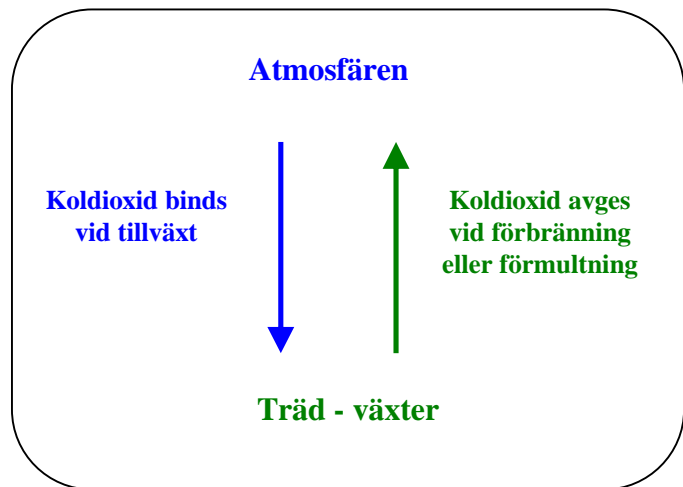 Atmosfären
Koldioxid binds
vid tillväxt
Koldioxid avges
vid förbränning
eller förmultning
Träd - växter